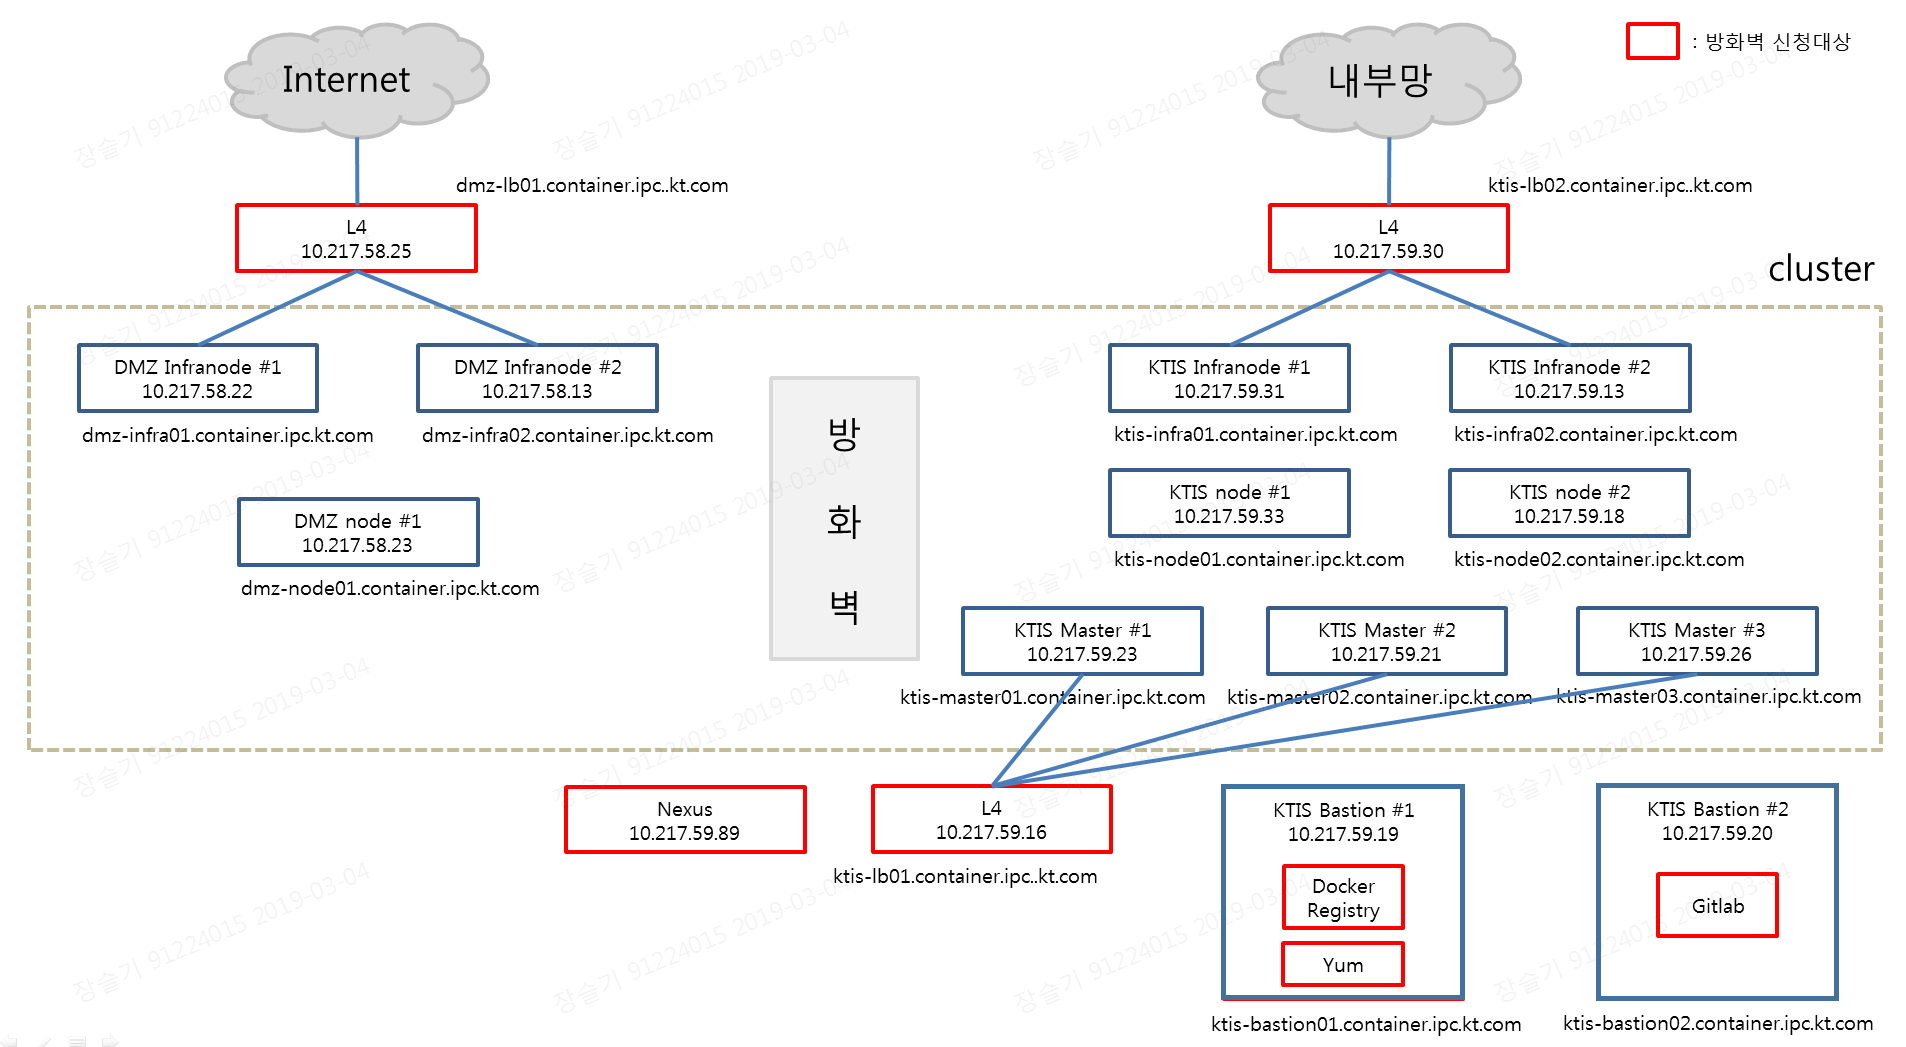 Internet
내부망
: 방화벽 신청대상
dmz-lb01.container.ipc..kt.com
ktis-lb02.container.ipc..kt.com
L4
10.217.58.25
L4
10.217.59.30
cluster
DMZ Infranode #1
10.217.58.22
dmz-infra01.container.ipc.kt.com
DMZ Infranode #2
10.217.58.13
dmz-infra02.container.ipc.kt.com
DMZ node #1
10.217.58.23
dmz-node01.container.ipc.kt.com
방
화
벽
KTIS Infranode #1
10.217.59.31
ktis-infra01.container.ipc.kt.com
KTIS Infranode #2
10.217.59.13
ktis-infra02.container.ipc.kt.com
KTIS node #1
10.217.59.33
ktis-node01.container.ipc.kt.com
KTIS node #2
10.217.59.18
ktis-node02.container.ipc.kt.com
KTIS Master #1
10.217.59.23
ktis-master01.container.ipc.kt.com
KTIS Master #2
10.217.59.21
ktis-master02.container.ipc.kt.com
KTIS Master #3
10.217.59.26
ktis-master03.container.ipc.kt.com
Nexus
10.217.59.89
L4
10.217.59.16
ktis-lb01.container.ipc..kt.com
KTIS Bastion #1
10.217.59.19
Docker
Registry
Yum
ktis-bastion01.container.ipc.kt.com
KTIS Bastion #2
10.217.59.20
Gitlab
ktis-bastion02.container.ipc.kt.com
장슬기 91224015 2019-03-04